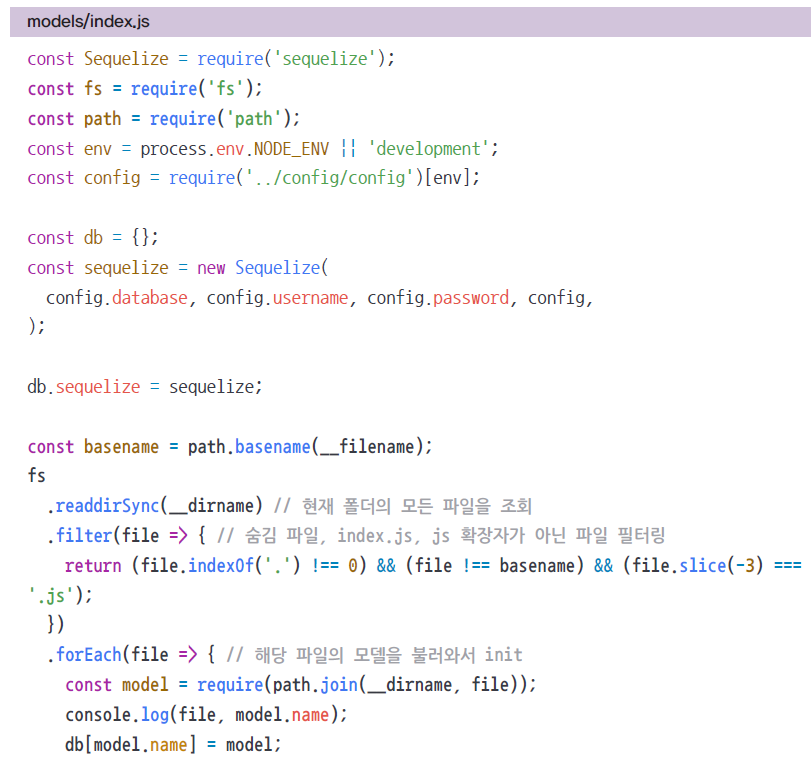 models/index.js
const Sequelize = require('sequelize');
const fs = require('fs');
const path = require('path');
const env = process.env.NODE_ENV || 'development';
const config = require('../config/config')[env];
const db = {};
const sequelize = new Sequelize(
  config.database, config.username, config.password, config,
);
db.sequelize = sequelize;
const basename = path.basename(__filename);
fs
  .readdirSync(__dirname) // 현재 폴더의 모든 파일을 조회
  .filter(file => { // 숨김 파일, index.js, js 확장자가 아닌 파일 필터링
    return (file.indexOf('.') !== 0) && (file !== basename) && (file.slice(-3) ===
'.js');
  })
  .forEach(file => { // 해당 파일의 모델을 불러와서 init
    const model = require(path.join(__dirname, file));
    console.log(file, model.name);
    db[model.name] = model;